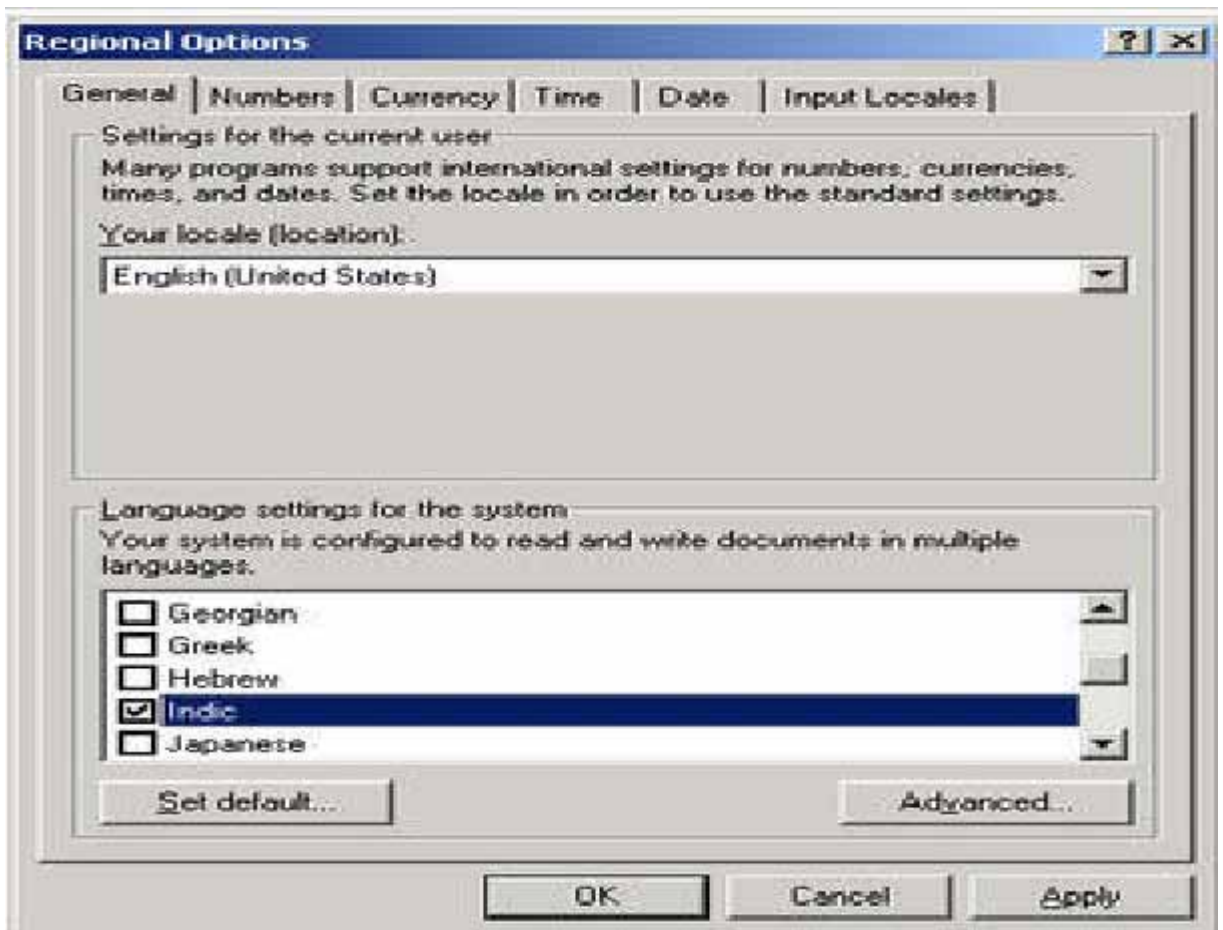 Regional Options
General Numbers Currency Time Date Input Locales
Settings for the current user
Many programs support international settings for numbers, currencies,
times, and dates. Set the locale in order to use the standard settings.
Your locale (location):
English (United States)
Language settings for the system
Your system is configured to read and write documents in multiple
languages.
Georgian
Greek
Hebrew
Indic
Japanese
Set default... Advanced...
OK Cancel Apply